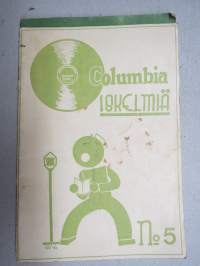 Columbia
ISKELMIÄ
No 5